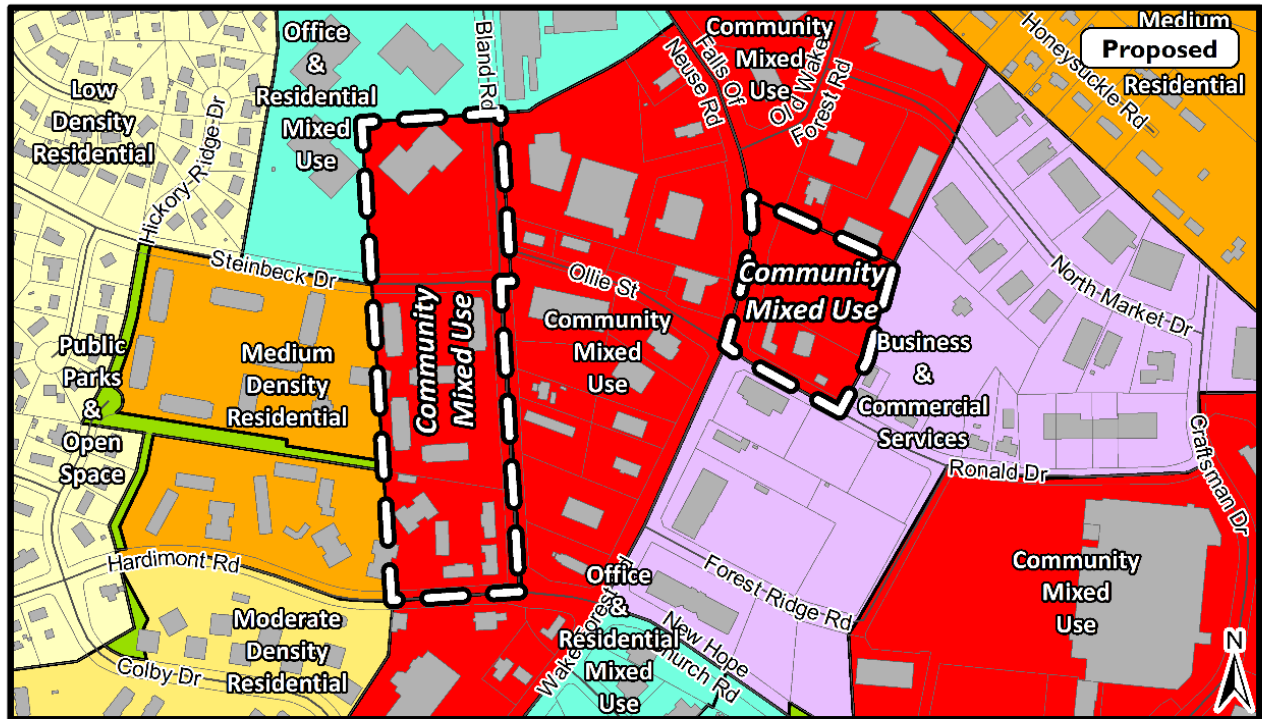 Proposed
Low
Density
Residential
Hickory-Ridge-Dr
Office
&
Residential
Mixed
Use
Bland-Rd
Falls Of
Neuse Rd
Community
Mixed
Use
Old Wake
Forest Rd
Honeysuckle Rd
Medium
Residential
Steinbeck Dr
Public
Parks
&
Open
Space
Medium
Density
Residential
Community
Mixed Use
Ollie St
Community
Mixed
Use
Community
Mixed Use
North-Market-Dr
Business
&
Commercial
Services
Ronald Dr
Craftsman Dr
Hardimont-Rd
Moderate
Density
Residential
Colby-Dr
Office
&
Residential
Mixed
Use
New Hope
Church Rd
Forest-Ridge-Rd
Community
Mixed
Use
N